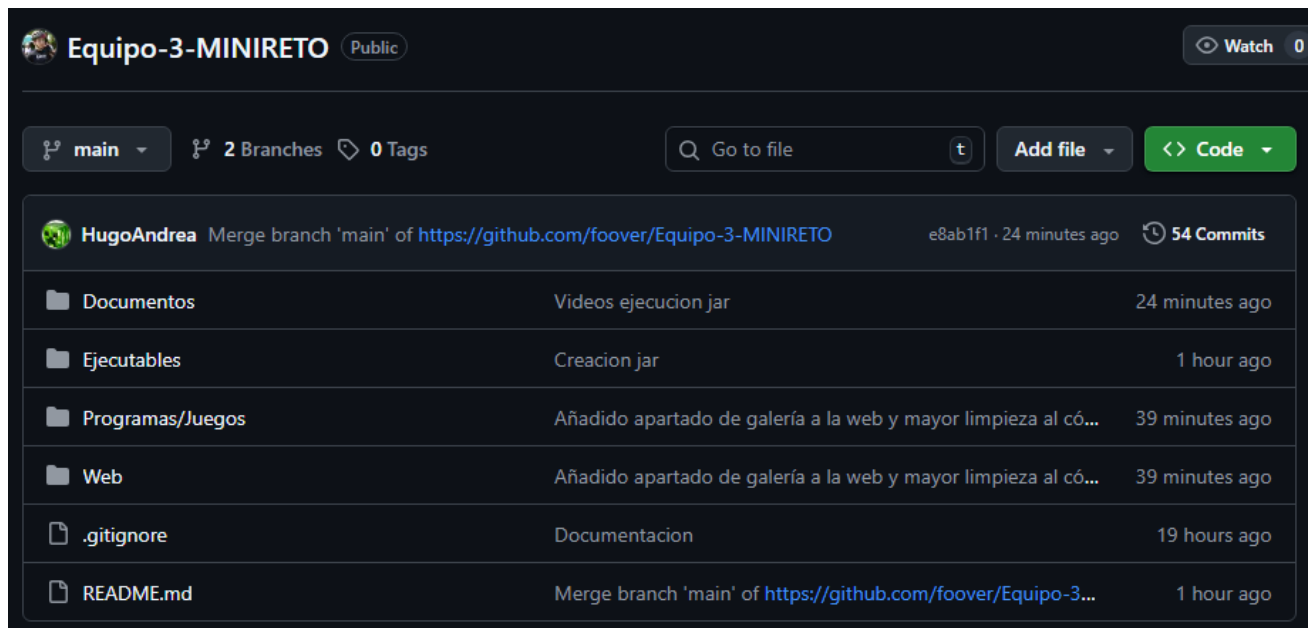 Equipo-3-MINIRETO Public Watch 0
main 2 Branches 0 Tags Go to file t Add file Code
HugoAndrea Merge branch 'main' of https://github.com/foover/Equipo-3-MINIRETO e8ab1f1 · 24 minutes ago 54 Commits
Documentos Videos ejecucion jar 24 minutes ago
Ejecutables Creacion jar 1 hour ago
Programas/Juegos Añadido apartado de galería a la web y mayor limpieza al có... 39 minutes ago
Web Añadido apartado de galería a la web y mayor limpieza al có... 39 minutes ago
.gitignore Documentacion 19 hours ago
README.md Merge branch 'main' of https://github.com/foover/Equipo-3... 1 hour ago